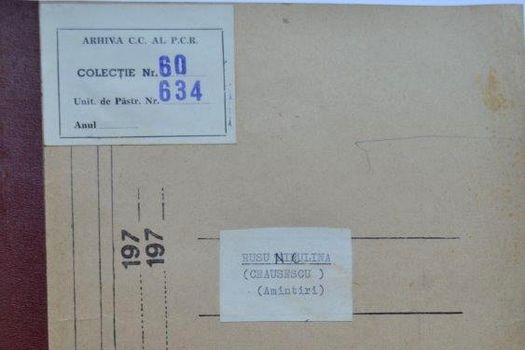 ARHIVA C.C. AL P.C.R.
COLECȚIE Nr. 60
Unit. de Păstr. Nr. 634
Anul
197
197
RUSU NICULINA
(CEAUSESCU )
(Amintiri)